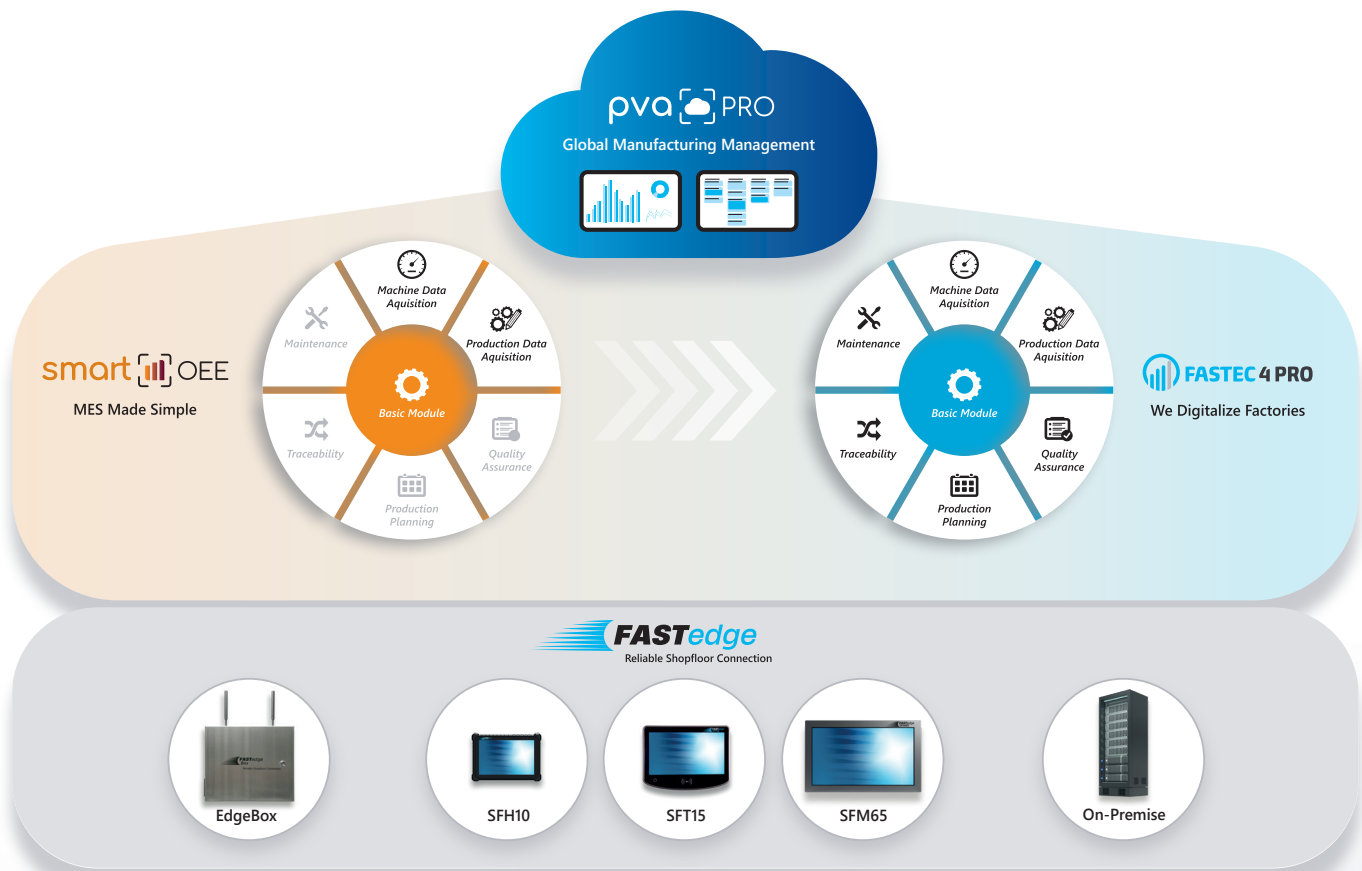 pva PRO
Global Manufacturing Management
smart OEE
MES Made Simple
Machine Data
Aquisition
Production Data
Aquisition
Quality
Assurance
Production
Planning
Traceability
Maintenance
Basic Module
Machine Data
Aquisition
Production Data
Aquisition
Quality
Assurance
Production
Planning
Traceability
Maintenance
Basic Module
FASTEC 4 PRO
We Digitalize Factories
FASTedge
Reliable Shopfloor Connection
FASTedge
EdgeBox
SFH10
SFT15
SFM65
On-Premise